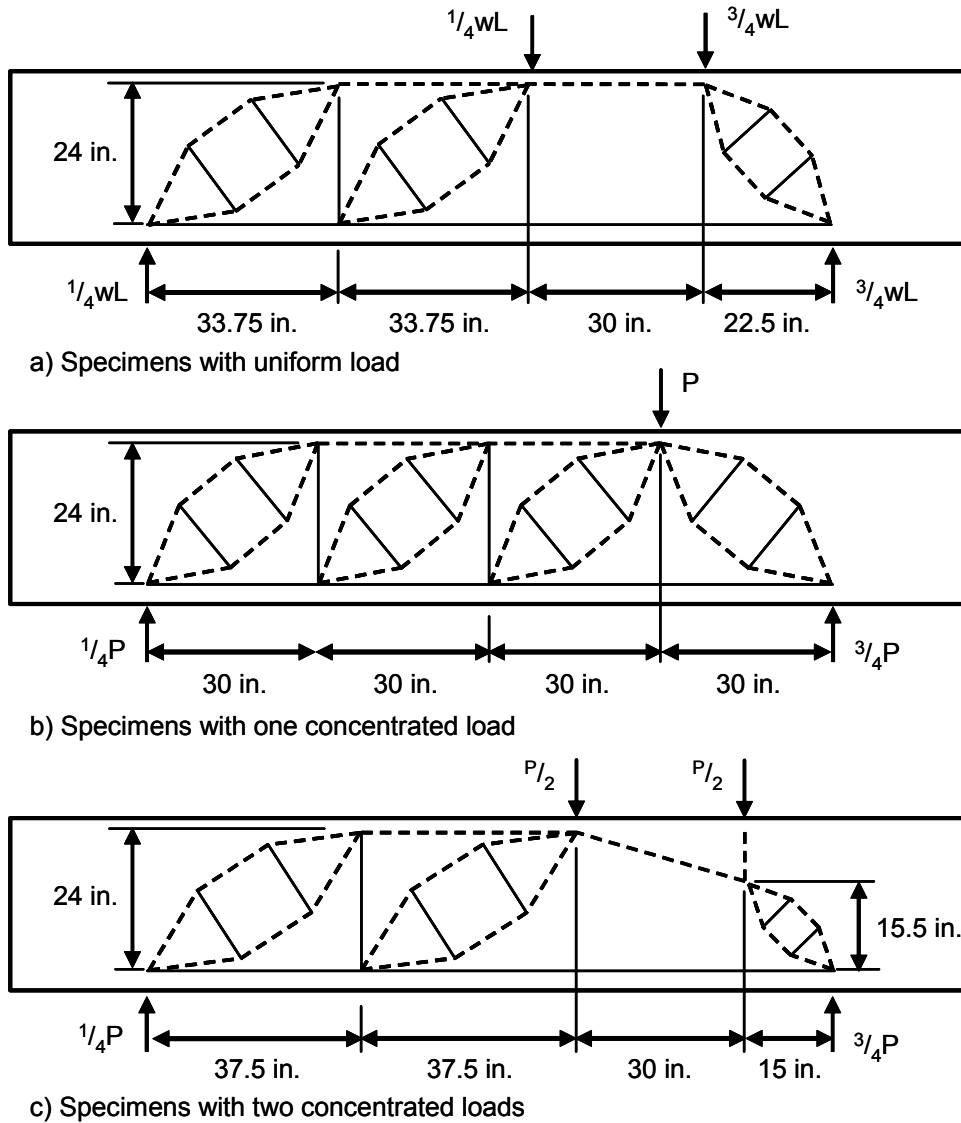 ¹/₄wL ³/₄wL
24 in.
¹/₄wL ³/₄wL
33.75 in. 33.75 in. 30 in. 22.5 in.
a) Specimens with uniform load
P
24 in.
¹/₄P ³/₄P
30 in. 30 in. 30 in. 30 in.
b) Specimens with one concentrated load
P/₂ P/₂
24 in.
15.5 in.
¹/₄P ³/₄P
37.5 in. 37.5 in. 30 in. 15 in.
c) Specimens with two concentrated loads